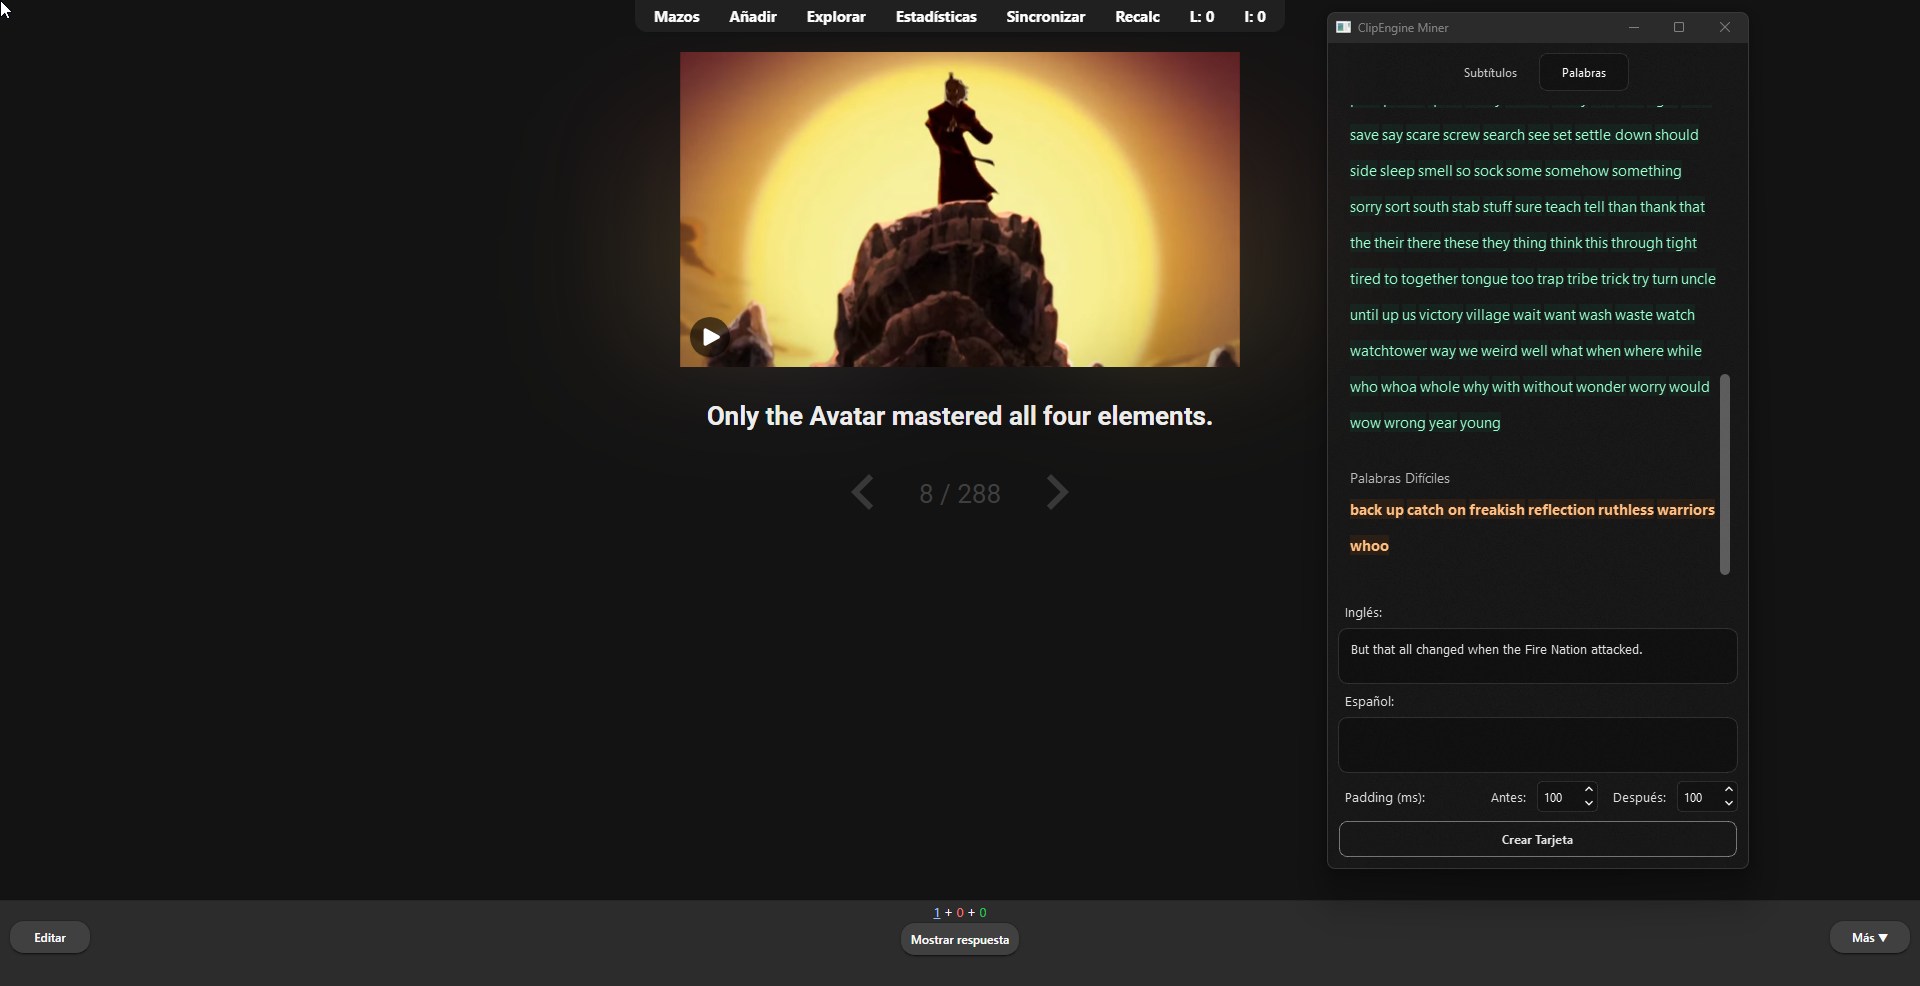 Mazos Añadir Explorar Estadísticas Sincronizar Recalc L: 0 I: 0
Only the Avatar mastered all four elements.
8 / 288
ClipEngine Miner
Subtítulos Palabras
save say scare screw search see set settle down should
side sleep smell so sock some somehow something
sorry sort south stab stuff sure teach tell than thank that
the their there these they thing think this through tight
tired to together tongue too trap tribe trick try turn uncle
until up us victory village wait want wash waste watch
watchtower way we weird well what when where while
who whoa whole why with without wonder worry would
wow wrong year young
Palabras Difíciles
back up catch on freakish reflection ruthless warriors
whoo
Inglés:
But that all changed when the Fire Nation attacked.
Español:
Padding (ms): Antes: 100 Después: 100
Crear Tarjeta
1 + 0 + 0
Editar
Mostrar respuesta
Más ▼